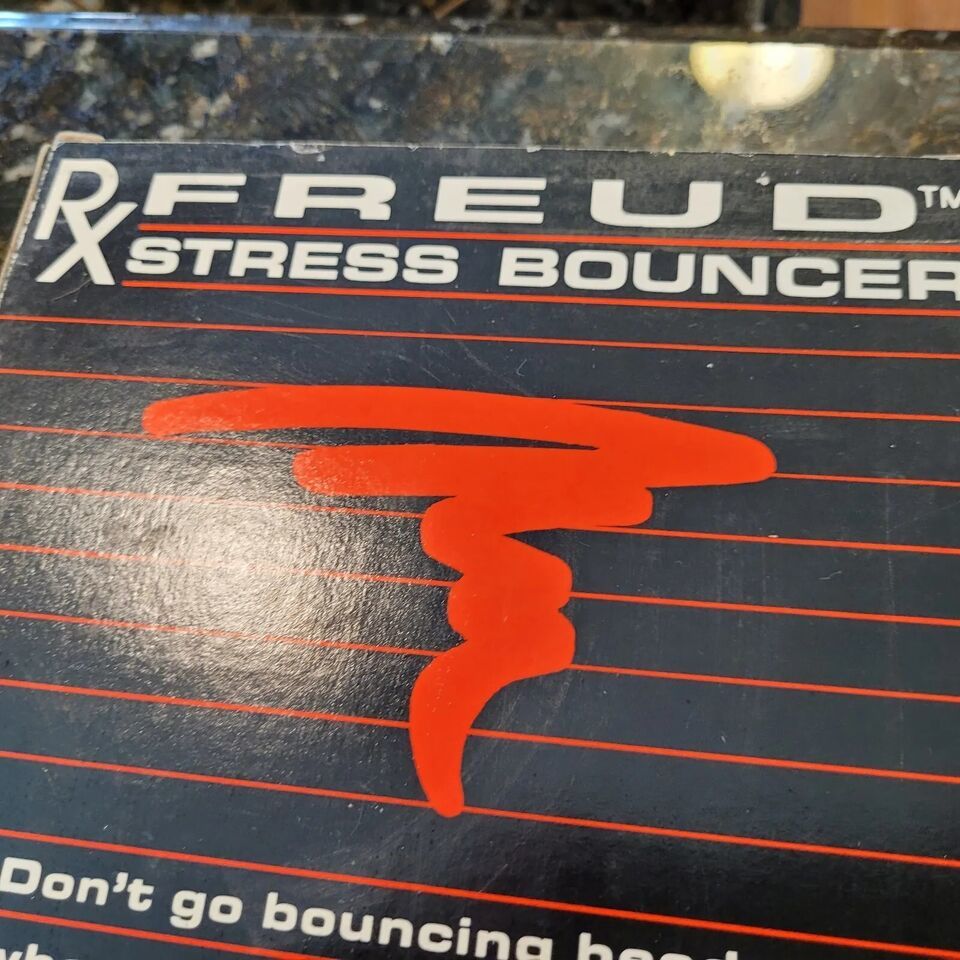 Rx FREUD™
STRESS BOUNCER
Don't go bouncing